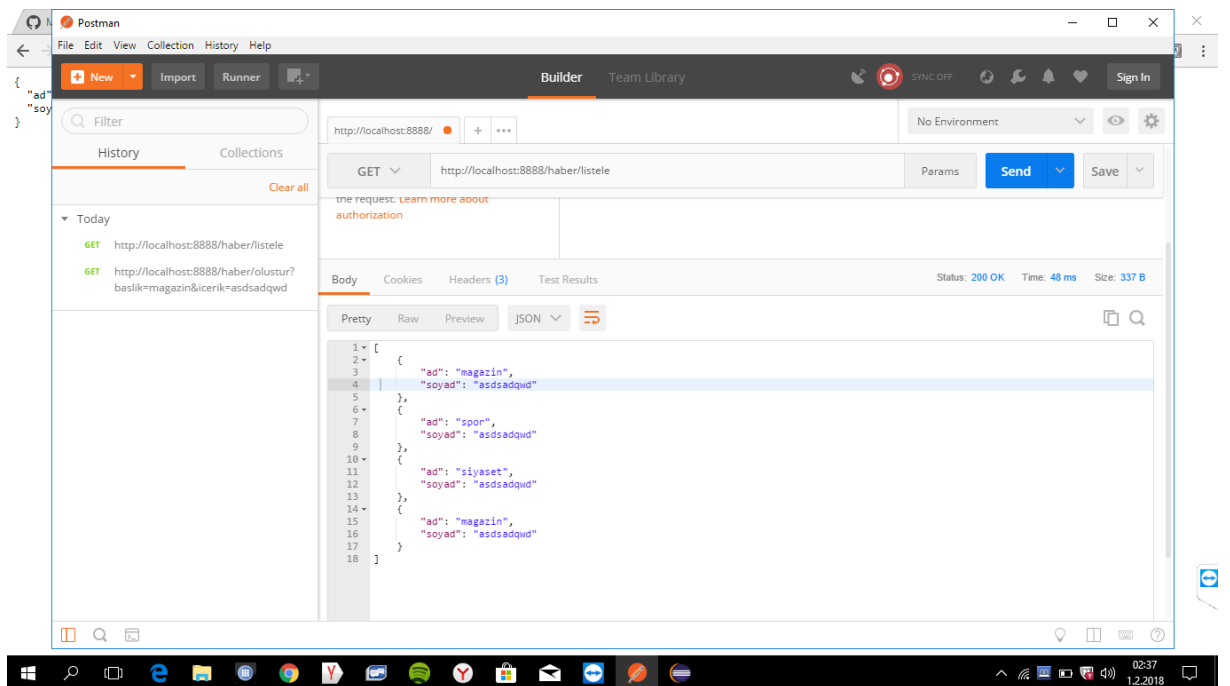 Postman
File Edit View Collection History Help
New Import Runner Builder Team Library SYNC OFF Sign In
{
"ad"
"soy
}
Filter
http://localhost:8888/ + •••
No Environment
History Collections
GET http://localhost:8888/haber/listele Params Send Save
Clear all
the request. Learn more about
authorization
Today
GET http://localhost:8888/haber/listele
GET http://localhost:8888/haber/olustur?
baslik=magazin&icerik=asdsadqwd
Body Cookies Headers (3) Test Results Status: 200 OK Time: 48 ms Size: 337 B
Pretty Raw Preview JSON
1 [
2 {
3 "ad": "magazin",
4 "soyad": "asdsadqwd"
5 },
6 {
7 "ad": "spor",
8 "soyad": "asdsadqwd"
9 },
10 {
11 "ad": "siyaset",
12 "soyad": "asdsadqwd"
13 },
14 {
15 "ad": "magazin",
16 "soyad": "asdsadqwd"
17 }
18 ]
02:37
1.2.2018